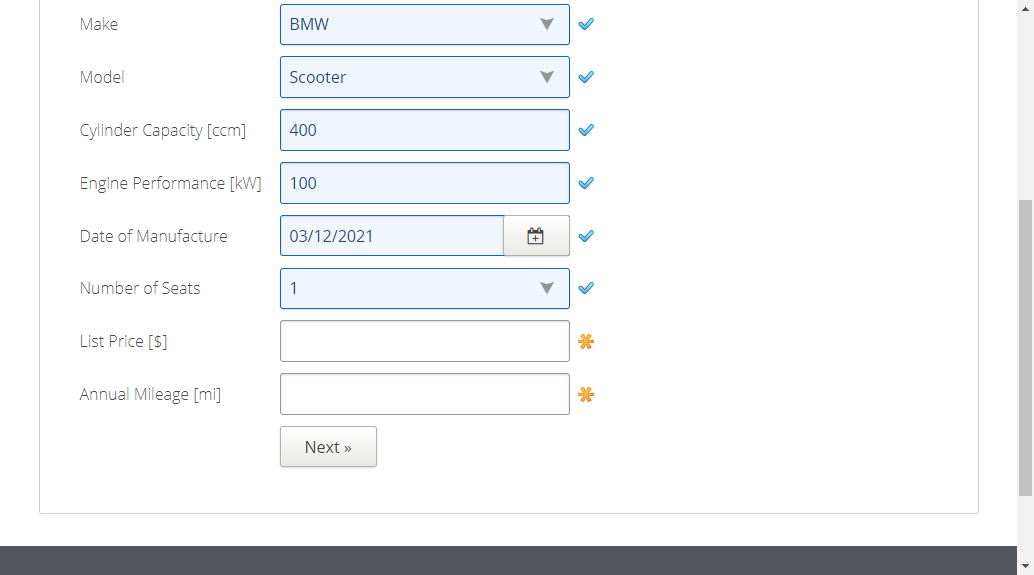 Make BMW
Model Scooter
Cylinder Capacity [ccm] 400
Engine Performance [kW] 100
Date of Manufacture 03/12/2021
Number of Seats 1
List Price [$]
Annual Mileage [mi]
Next »